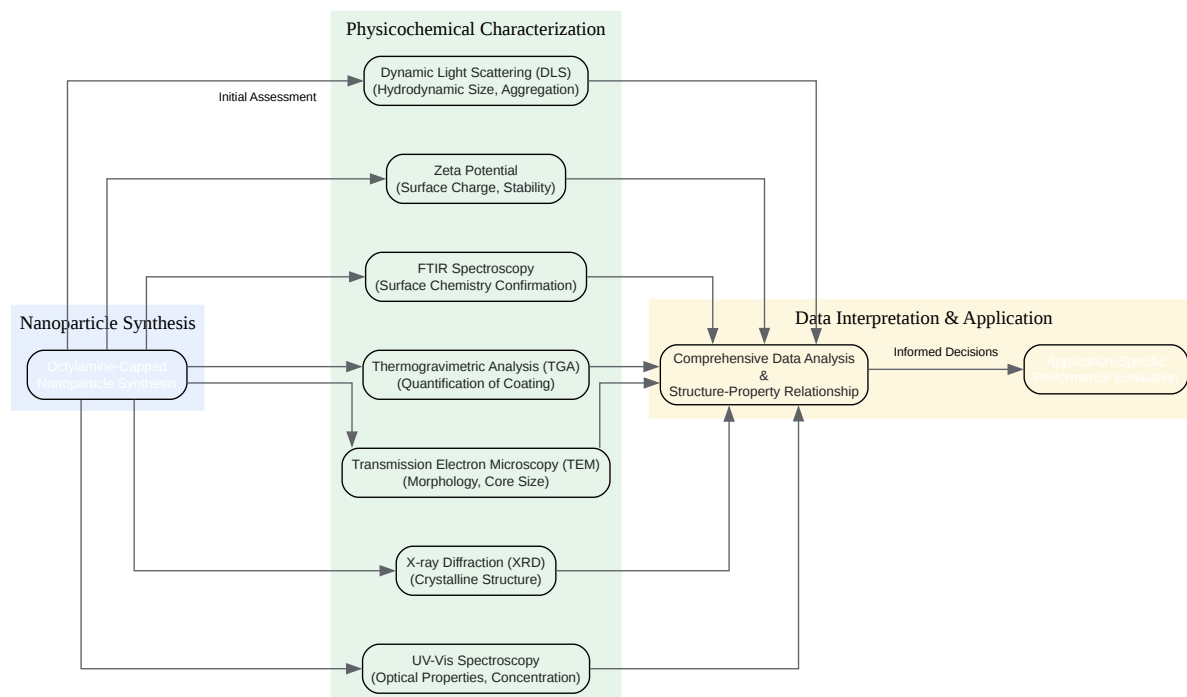 Physicochemical Characterization
Dynamic Light Scattering (DLS)
(Hydrodynamic Size, Aggregation)
Initial Assessment
Zeta Potential
(Surface Charge, Stability)
FTIR Spectroscopy
(Surface Chemistry Confirmation)
Nanoparticle Synthesis
Octylamine-Capped
Nanoparticle Synthesis
Thermogravimetric Analysis (TGA)
(Quantification of Coating)
Transmission Electron Microscopy (TEM)
(Morphology, Core Size)
X-ray Diffraction (XRD)
(Crystalline Structure)
UV-Vis Spectroscopy
(Optical Properties, Concentration)
Data Interpretation & Application
Comprehensive Data Analysis
&
Structure-Property Relationship
Informed Decisions
Application-Specific
Performance Evaluation